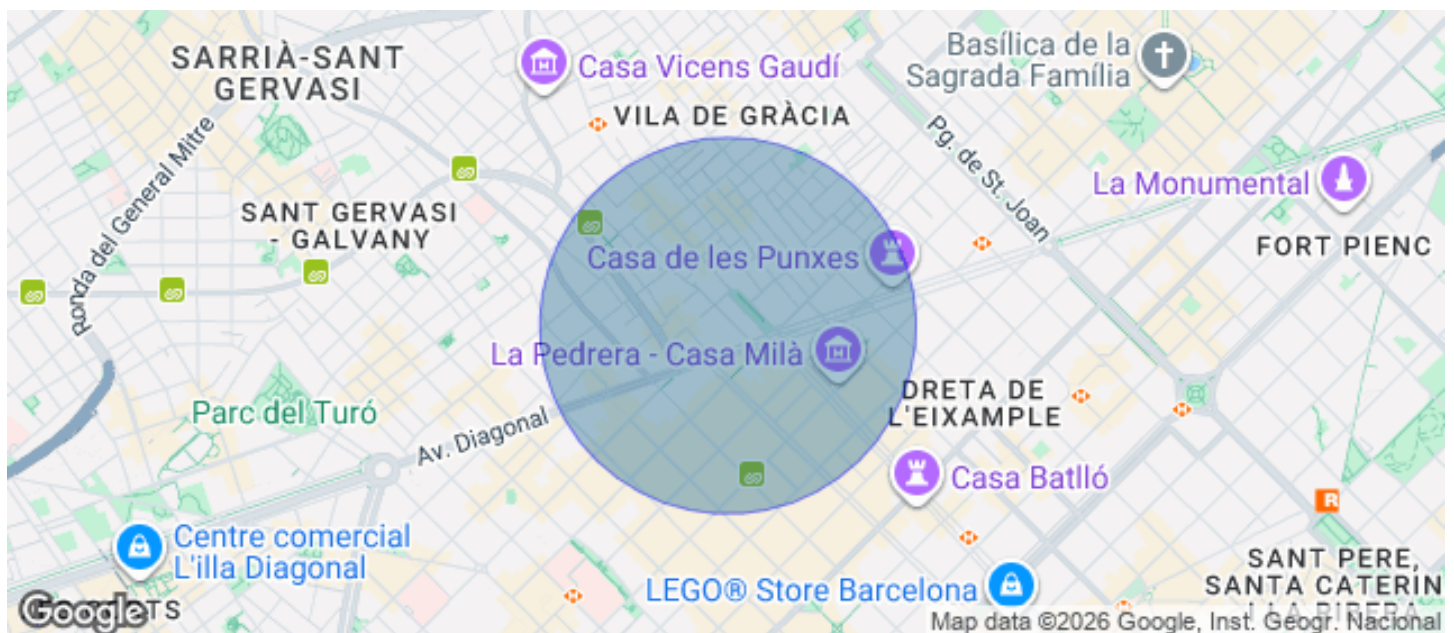 SARRIÀ-SANT
GERVASI
Casa Vicens Gaudí
Basílica de la
Sagrada Família
VILA DE GRÀCIA
Ronda del General Mitre
Pg. de St. Joan
La Monumental
SANT GERVASI
- GALVANY
FORT PIENC
Casa de les Punxes
La Pedrera - Casa Milà
DRETA DE
L'EIXAMPLE
Parc del Turó
Av. Diagonal
Casa Batlló
R
Centre comercial
L'illa Diagonal
SANT PERE,
SANTA CATERIN
I LA RIBERA
LEGO® Store Barcelona
Google
TS
Map data ©2026 Google, Inst. Geogr. Nacional